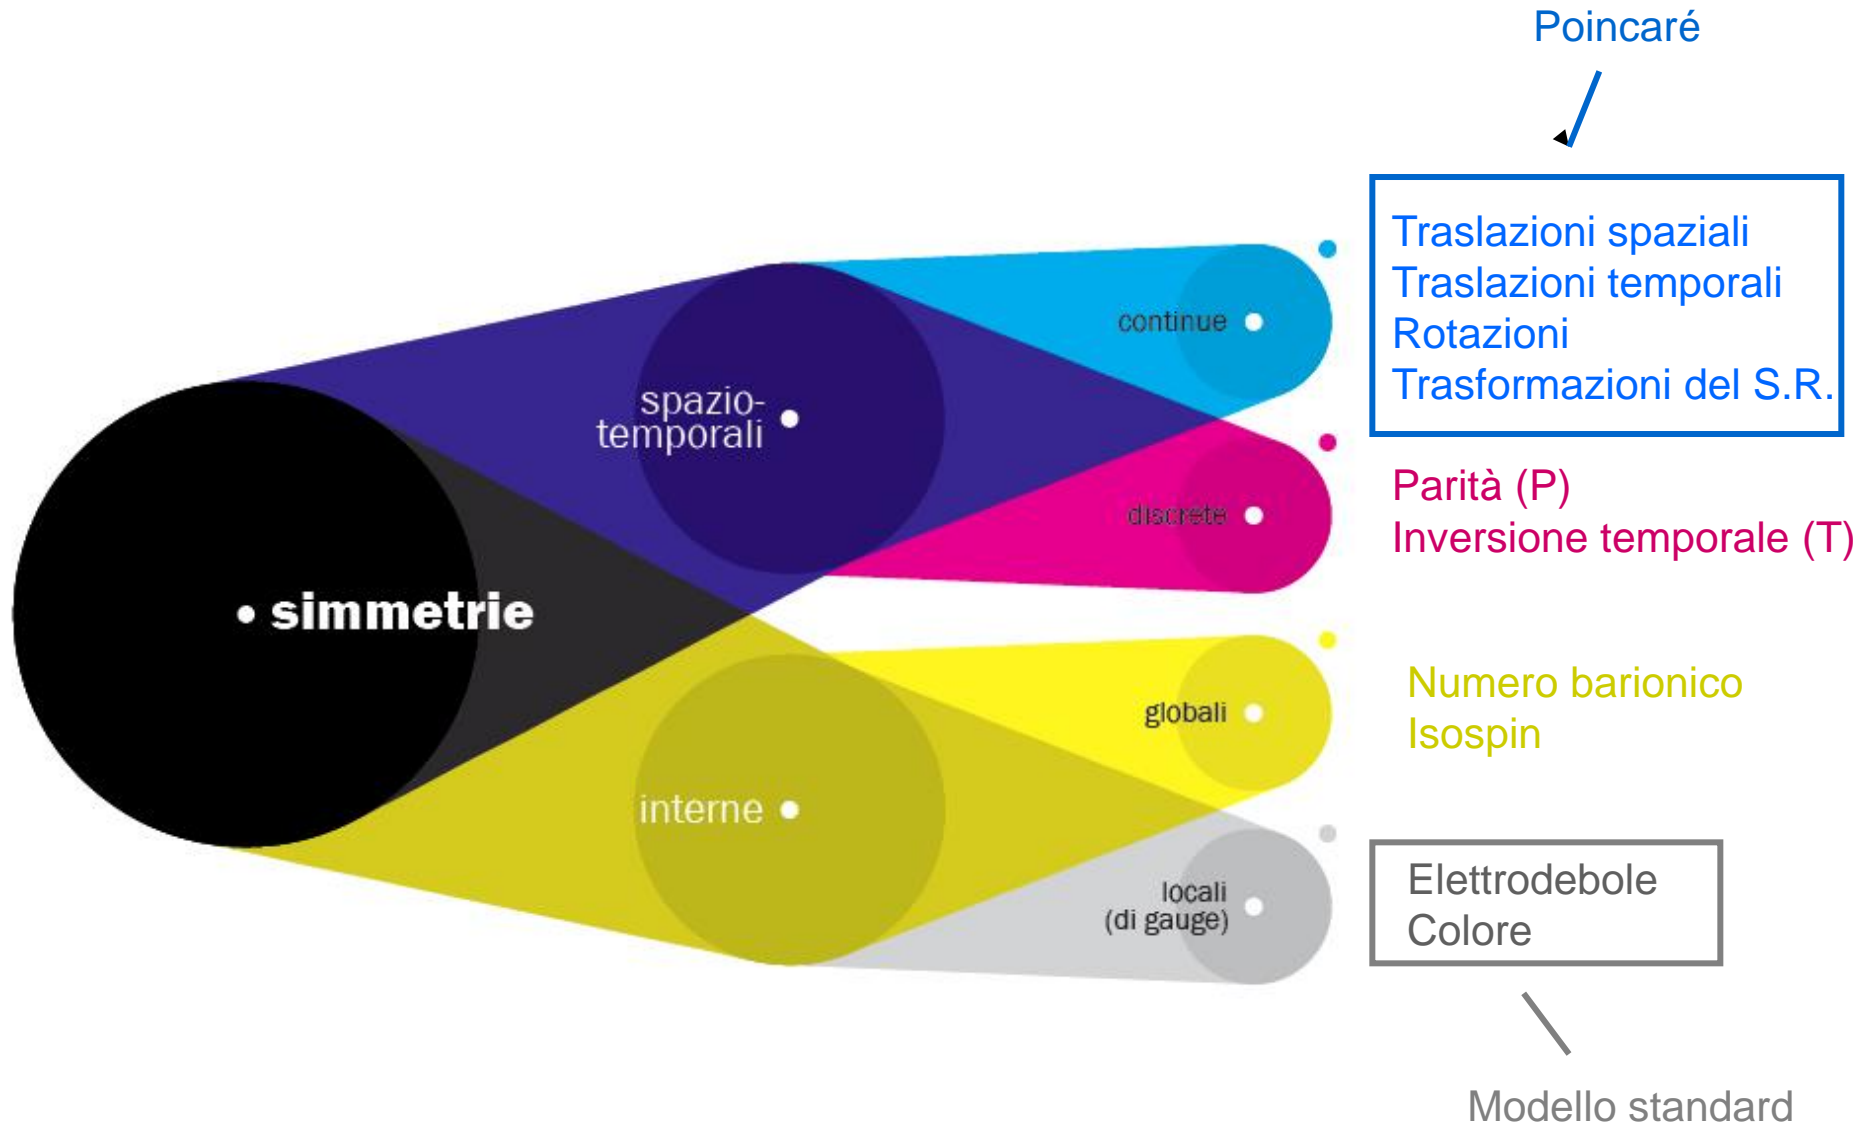 Poincaré
Traslazioni spaziali
Traslazioni temporali
Rotazioni
Trasformazioni del S.R.
continue
spazio-
temporali
discrete
Parità (P)
Inversione temporale (T)
simmetrie
globali
Numero barionico
Isospin
interne
locali
(di gauge)
Elettrodebole
Colore
Modello standard